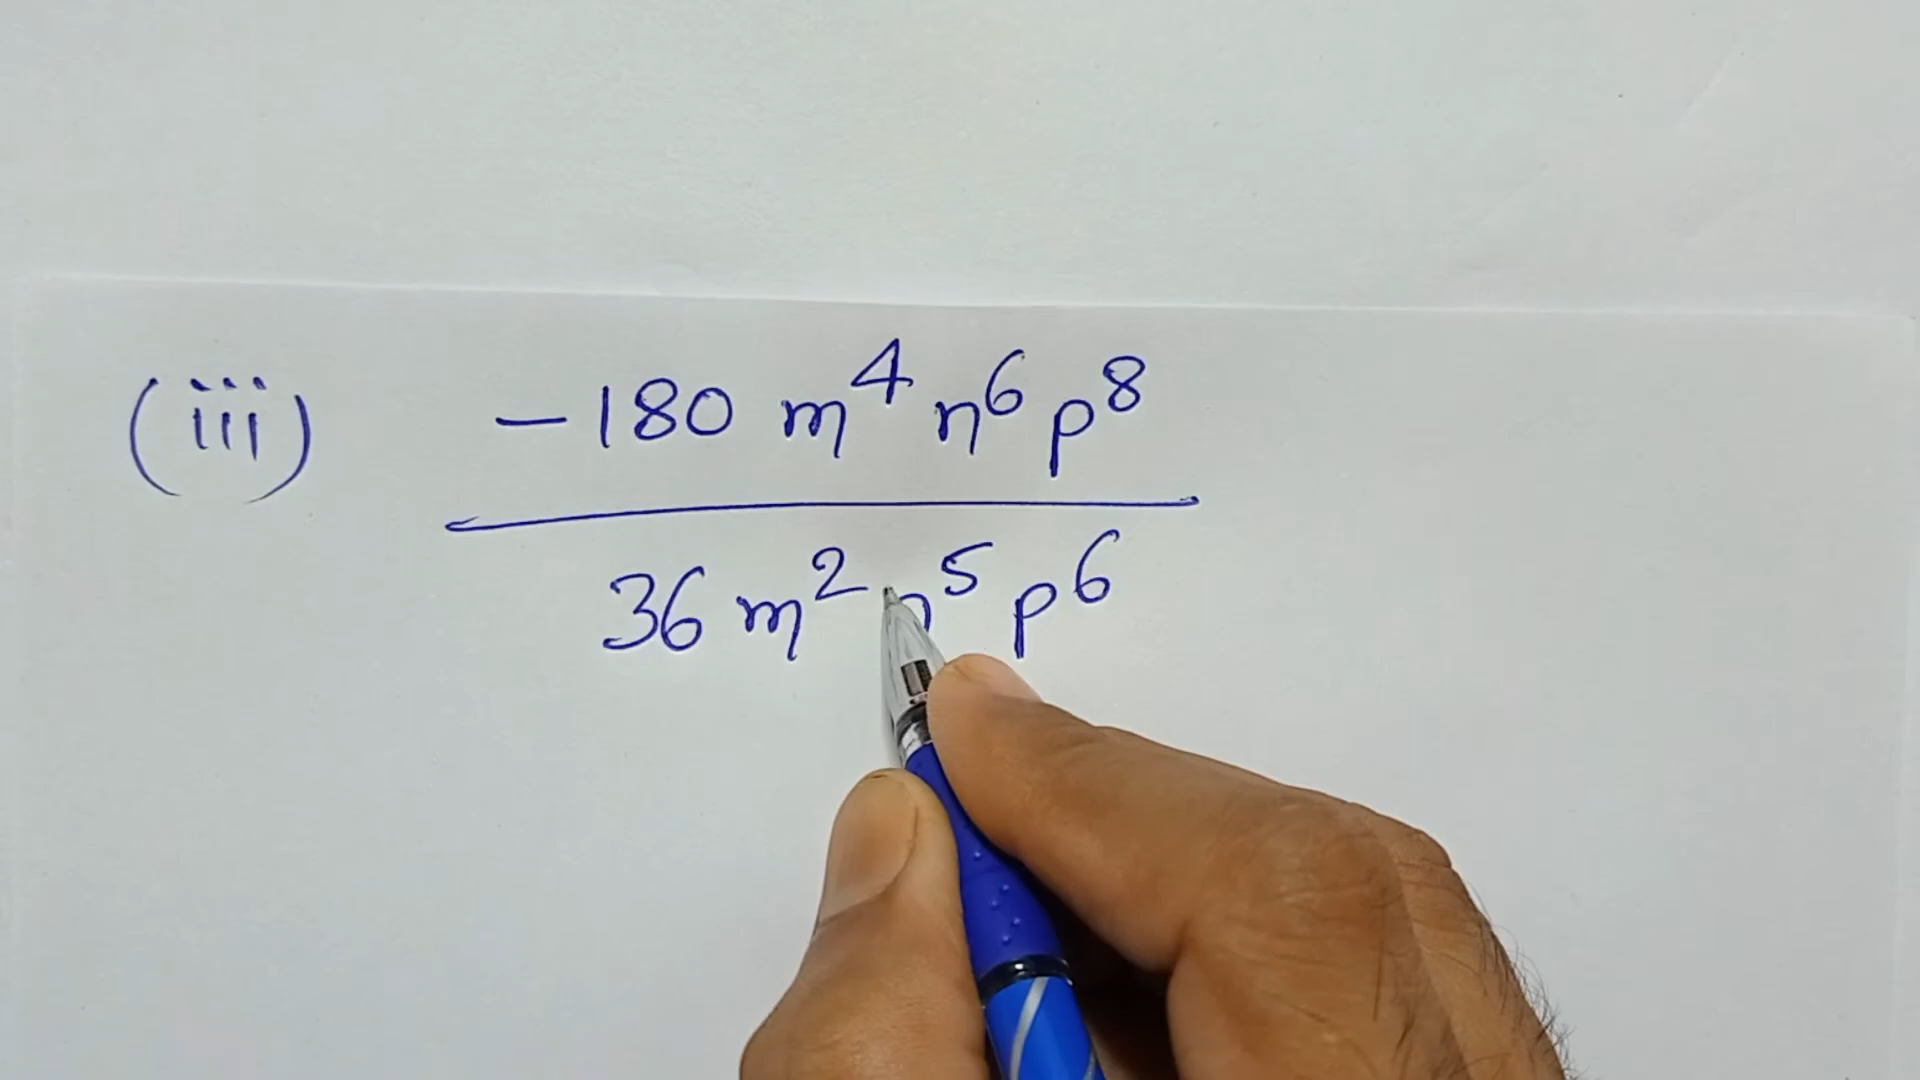 (iii) -180 m⁴ n⁶ p⁸
36 m² n⁵ p⁶